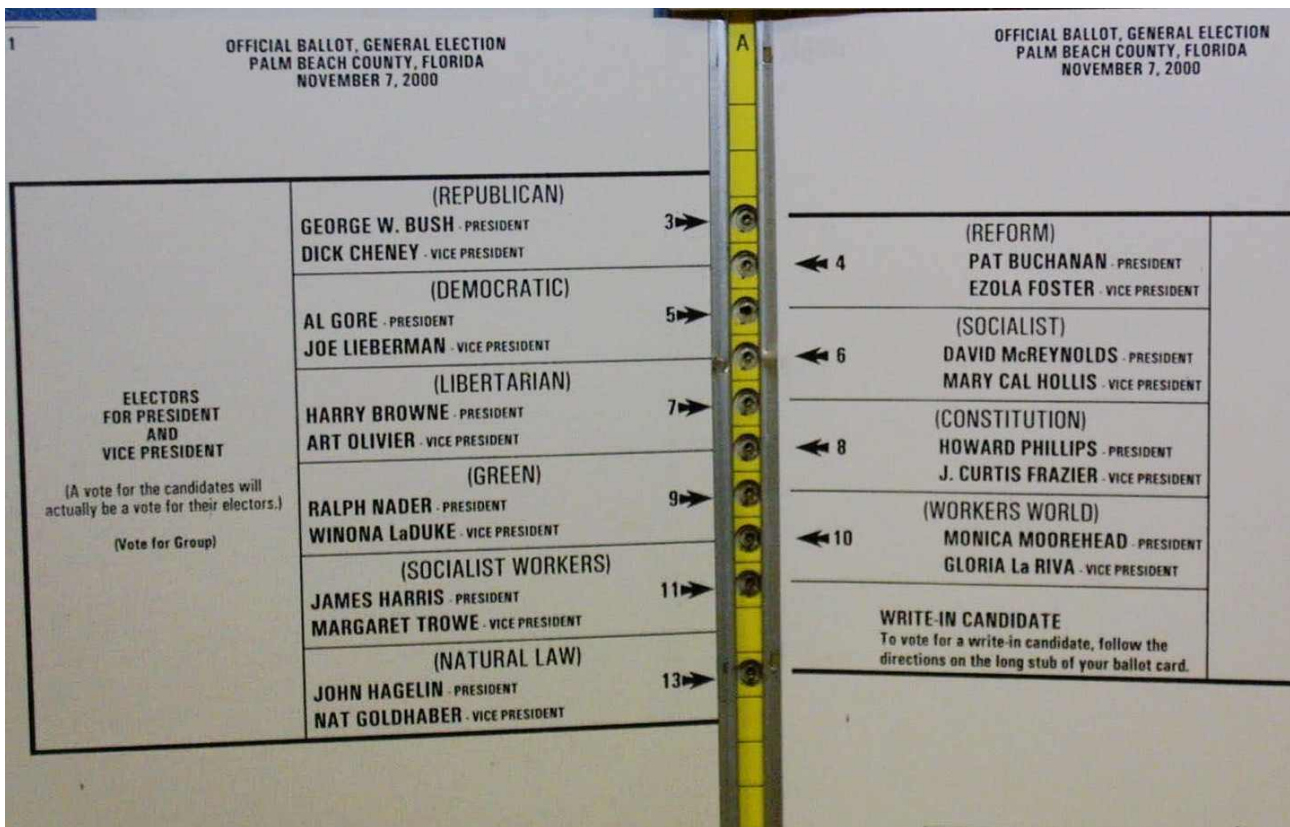 1
OFFICIAL BALLOT, GENERAL ELECTION
PALM BEACH COUNTY, FLORIDA
NOVEMBER 7, 2000
ELECTORS
FOR PRESIDENT
AND
VICE PRESIDENT
(A vote for the candidates will
actually be a vote for their electors.)
(Vote for Group)
(REPUBLICAN)
GEORGE W. BUSH - PRESIDENT
DICK CHENEY - VICE PRESIDENT
3
(DEMOCRATIC)
AL GORE - PRESIDENT
JOE LIEBERMAN - VICE PRESIDENT
5
(LIBERTARIAN)
HARRY BROWNE - PRESIDENT
ART OLIVIER - VICE PRESIDENT
7
(GREEN)
RALPH NADER - PRESIDENT
WINONA LaDUKE - VICE PRESIDENT
9
(SOCIALIST WORKERS)
JAMES HARRIS - PRESIDENT
MARGARET TROWE - VICE PRESIDENT
11
(NATURAL LAW)
JOHN HAGELIN - PRESIDENT
NAT GOLDHABER - VICE PRESIDENT
13
A
OFFICIAL BALLOT, GENERAL ELECTION
PALM BEACH COUNTY, FLORIDA
NOVEMBER 7, 2000
(REFORM)
4 PAT BUCHANAN - PRESIDENT
EZOLA FOSTER - VICE PRESIDENT
(SOCIALIST)
6 DAVID McREYNOLDS - PRESIDENT
MARY CAL HOLLIS - VICE PRESIDENT
(CONSTITUTION)
8 HOWARD PHILLIPS - PRESIDENT
J. CURTIS FRAZIER - VICE PRESIDENT
(WORKERS WORLD)
10 MONICA MOOREHEAD - PRESIDENT
GLORIA La RIVA - VICE PRESIDENT
WRITE-IN CANDIDATE
To vote for a write-in candidate, follow the
directions on the long stub of your ballot card.